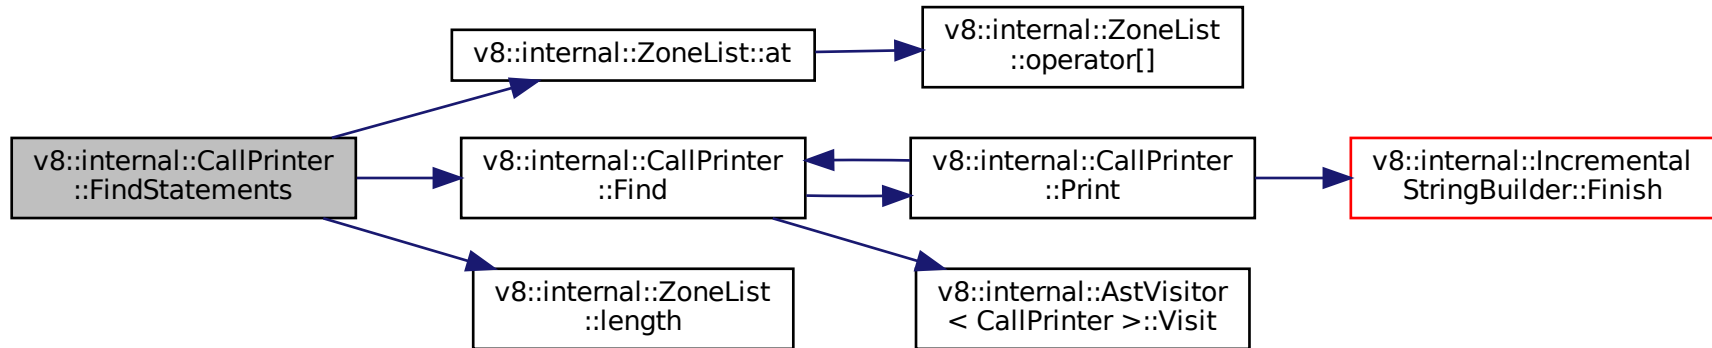 v8::internal::CallPrinter
::FindStatements
v8::internal::ZoneList::at
v8::internal::ZoneList
::operator[]
v8::internal::CallPrinter
::Find
v8::internal::CallPrinter
::Print
v8::internal::Incremental
StringBuilder::Finish
v8::internal::ZoneList
::length
v8::internal::AstVisitor
< CallPrinter >::Visit